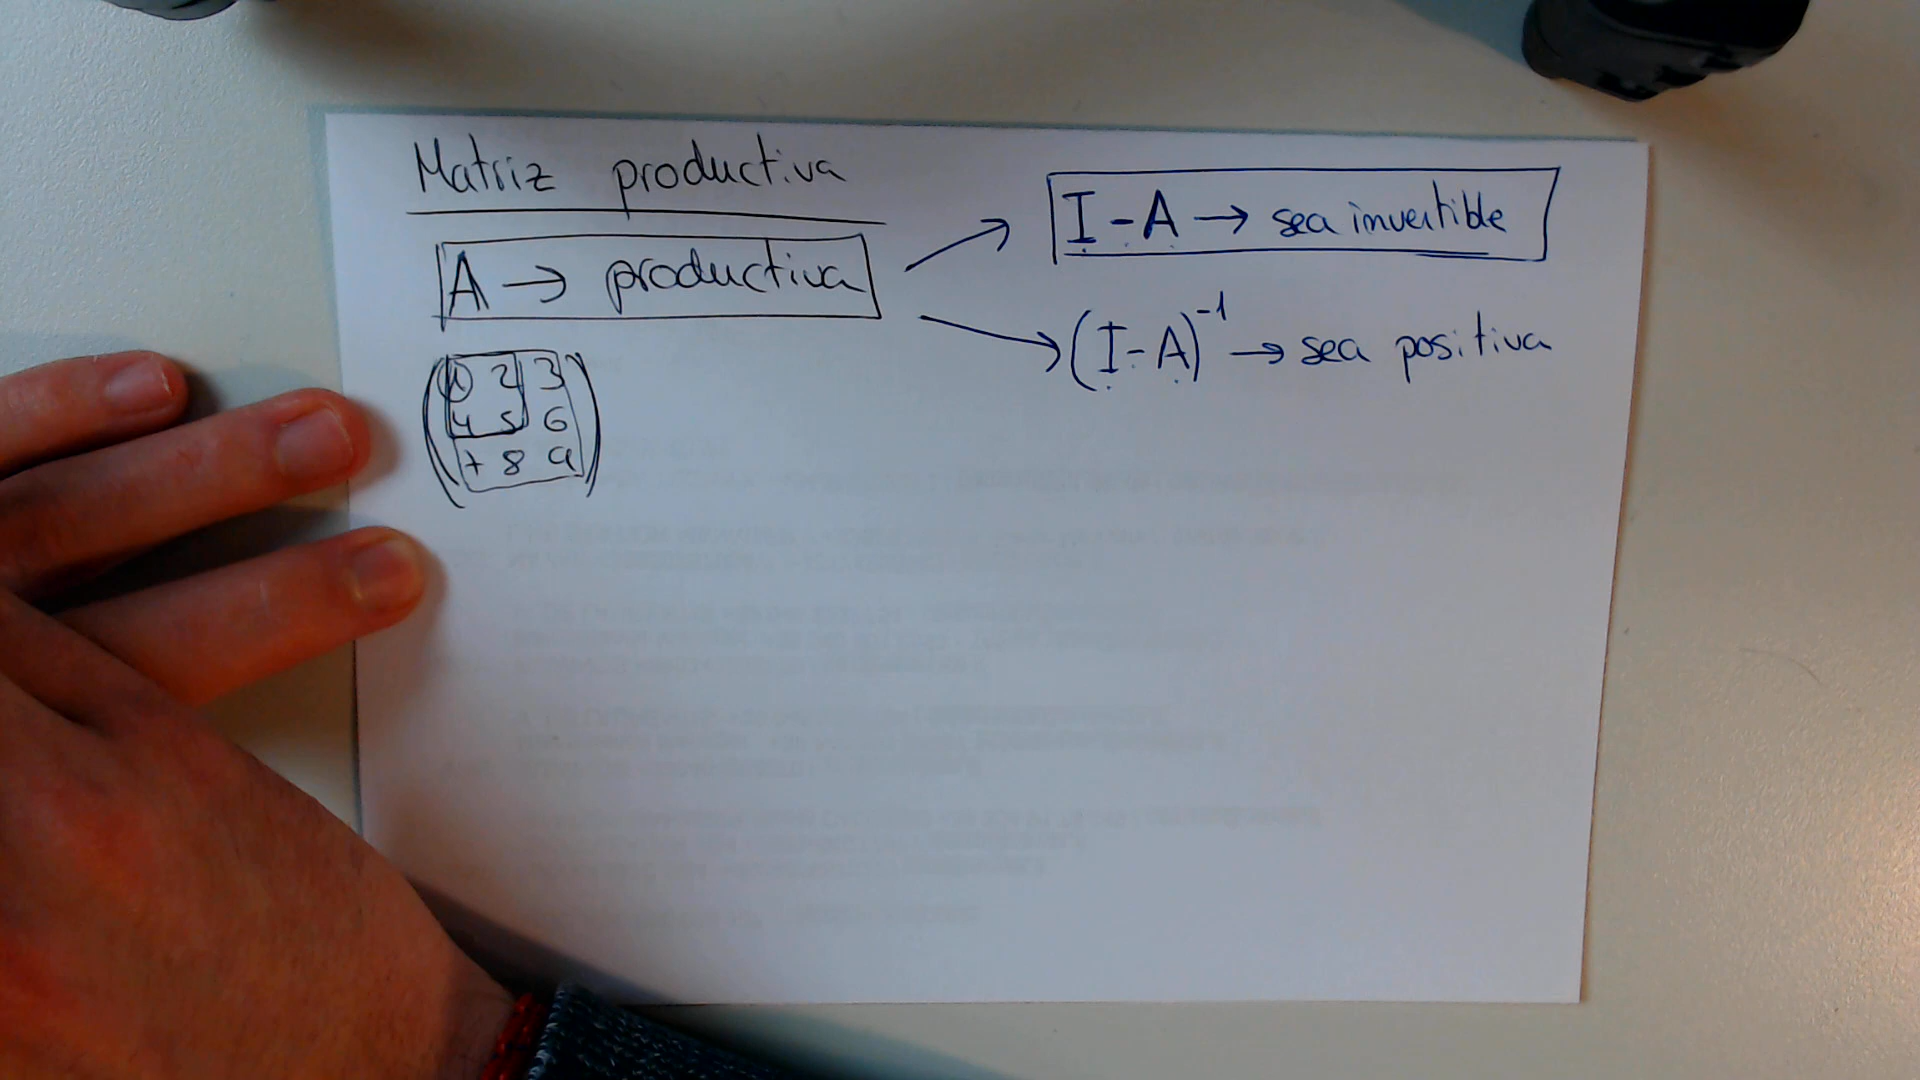 Matriz productiva
A → productiva
I - A → sea invertible
(I - A)⁻¹ → sea positiva
1 2 3
4 5 6
7 8 9